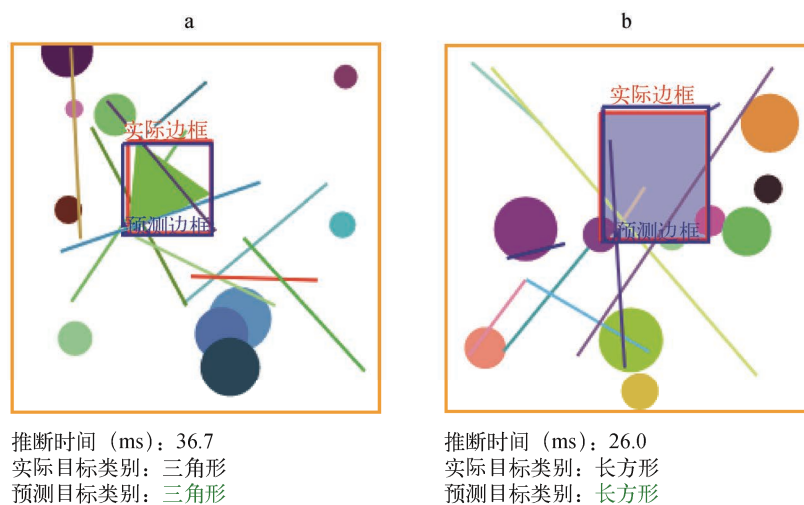 a
实际边框
预测边框
推断时间（ms）：36.7
实际目标类别：三角形
预测目标类别：三角形
b
实际边框
预测边框
推断时间（ms）：26.0
实际目标类别：长方形
预测目标类别：长方形